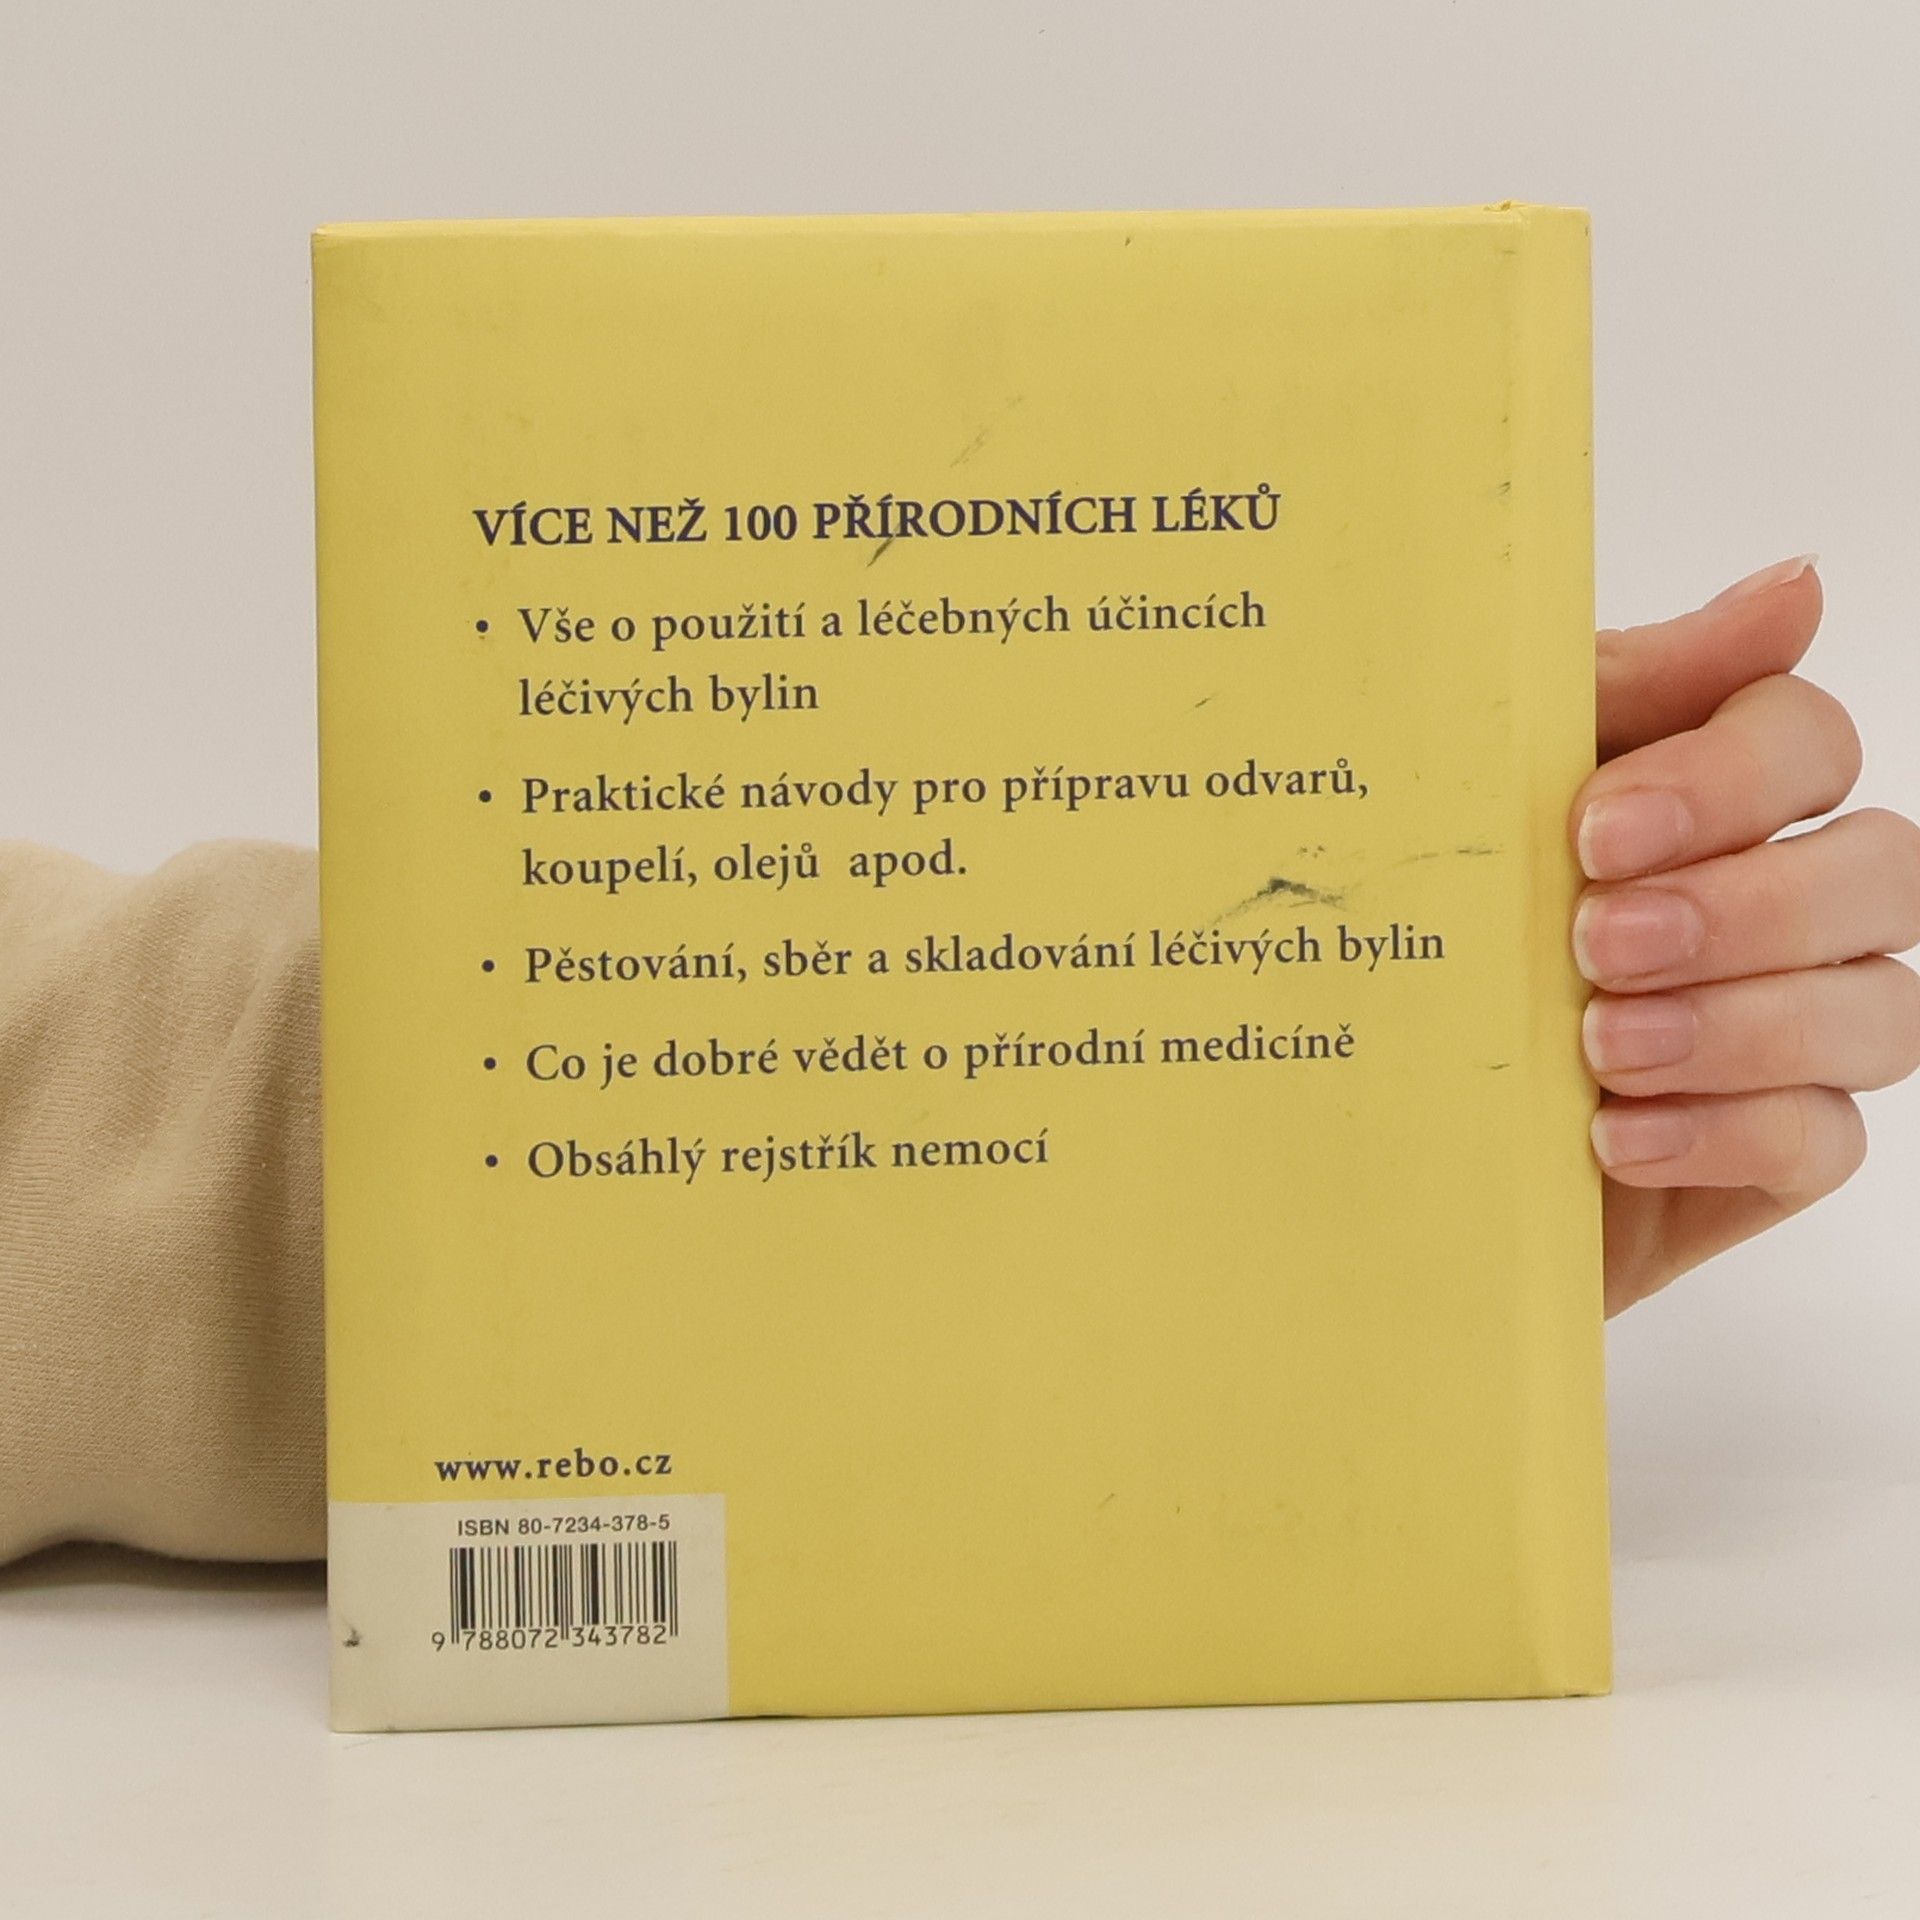 VÍCE NEŽ 100 PŘÍRODNÍCH LÉKŮ
• Vše o použití a léčebných účincích
léčivých bylin
• Praktické návody pro přípravu odvarů,
koupelí, olejů apod.
• Pěstování, sběr a skladování léčivých bylin
• Co je dobré vědět o přírodní medicíně
• Obsáhlý rejstřík nemocí
www.rebo.cz
ISBN 80-7234-378-5
9 788072 343782